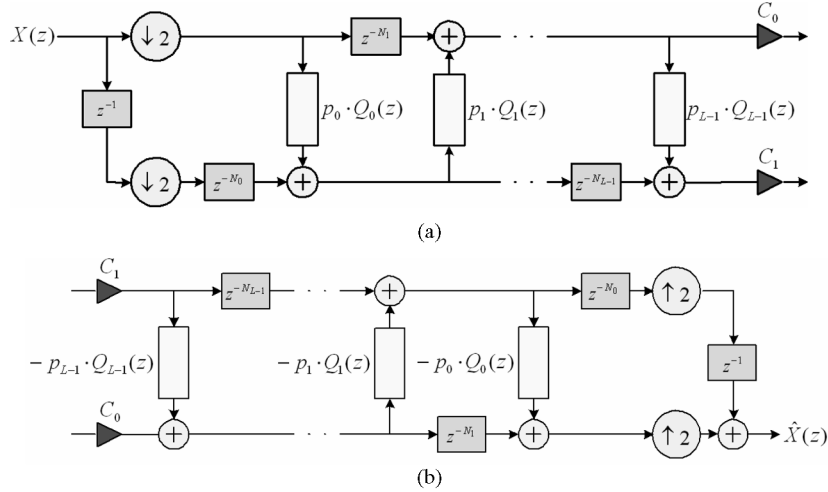 X(z) ↓2 z^{-N_1} + · · C_0
z^{-1} p_0·Q_0(z) p_1·Q_1(z) p_{L-1}·Q_{L-1}(z)
↓2 z^{-N_0} + · · z^{-N_{L-1}} + C_1
(a)
C_1 z^{-N_{L-1}} · · + z^{-N_0} ↑2
− p_{L-1}·Q_{L-1}(z) − p_1·Q_1(z) − p_0·Q_0(z) z^{-1}
C_0 + · · z^{-N_1} + ↑2 + X̂(z)
(b)